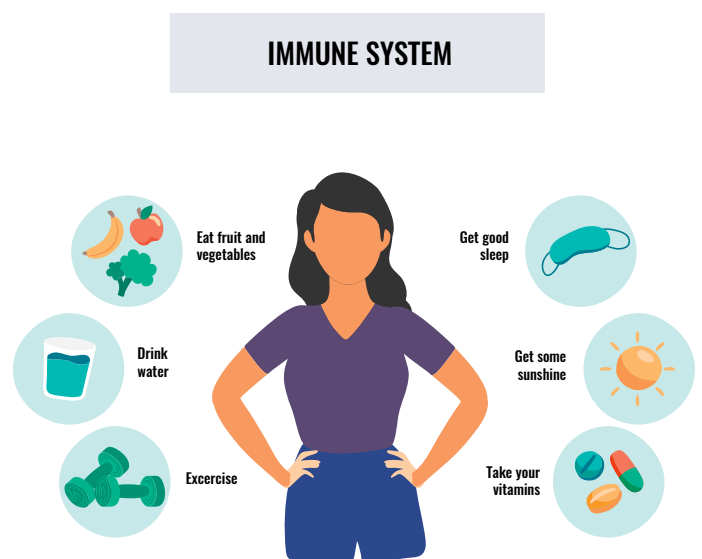 IMMUNE SYSTEM
Eat fruit and
vegetables
Get good
sleep
Drink
water
Get some
sunshine
Excercise
Take your
vitamins